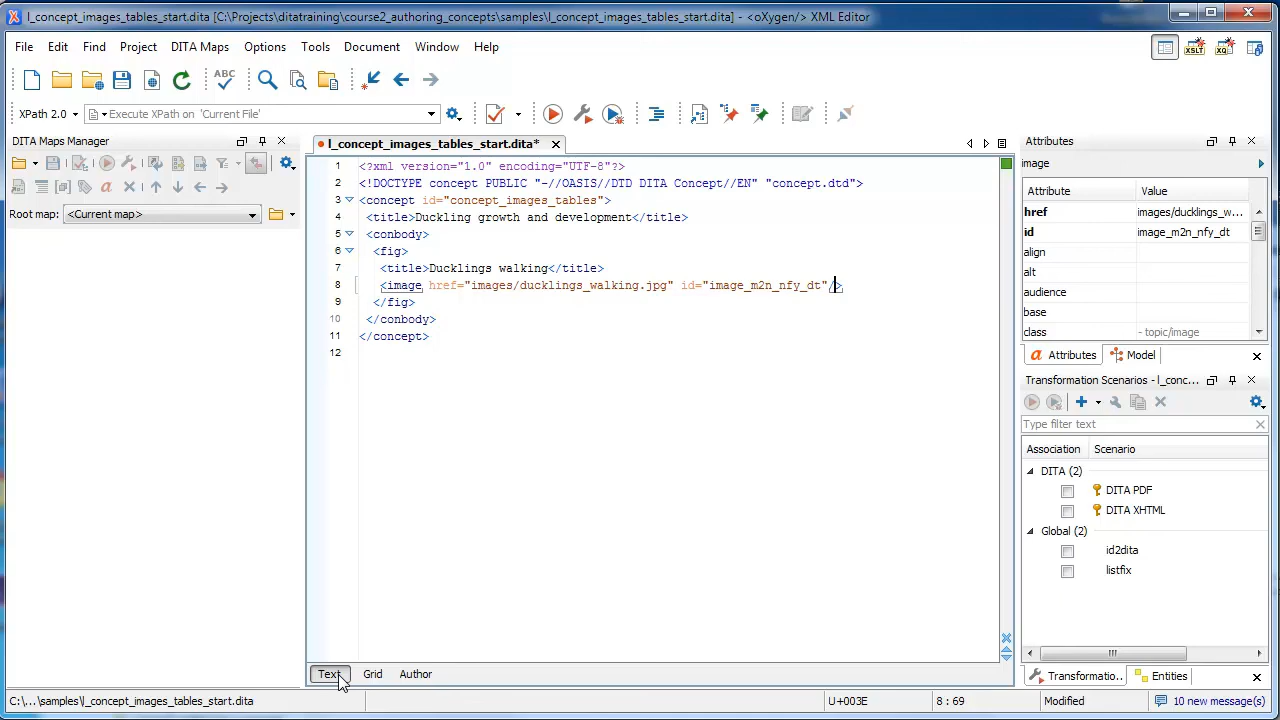 l_concept_images_tables_start.dita [C:\Projects\ditatraining\course2_authoring_concepts\samples\l_concept_images_tables_start.dita] - <oXygen/> XML Editor
File Edit Find Project DITA Maps Options Tools Document Window Help
ABC
XPath 2.0 Execute XPath on 'Current File'
DITA Maps Manager
Root map: <Current map>
l_concept_images_tables_start.dita*
1 <?xml version="1.0" encoding="UTF-8"?>
2 <!DOCTYPE concept PUBLIC "-//OASIS//DTD DITA Concept//EN" "concept.dtd">
3 <concept id="concept_images_tables">
4 <title>Duckling growth and development</title>
5 <conbody>
6 <fig>
7 <title>Ducklings walking</title>
8 <image href="images/ducklings_walking.jpg" id="image_m2n_nfy_dt"/>
9 </fig>
10 </conbody>
11 </concept>
12
Text Grid Author
Attributes
image
Attribute Value
href images/ducklings_w...
id image_m2n_nfy_dt
align
alt
audience
base
class - topic/image
Attributes Model
Transformation Scenarios - l_conc...
Type filter text
Association Scenario
DITA (2)
DITA PDF
DITA XHTML
Global (2)
id2dita
listfix
Transformatio... Entities
C:\...\samples\l_concept_images_tables_start.dita U+003E 8 : 69 Modified 10 new message(s)